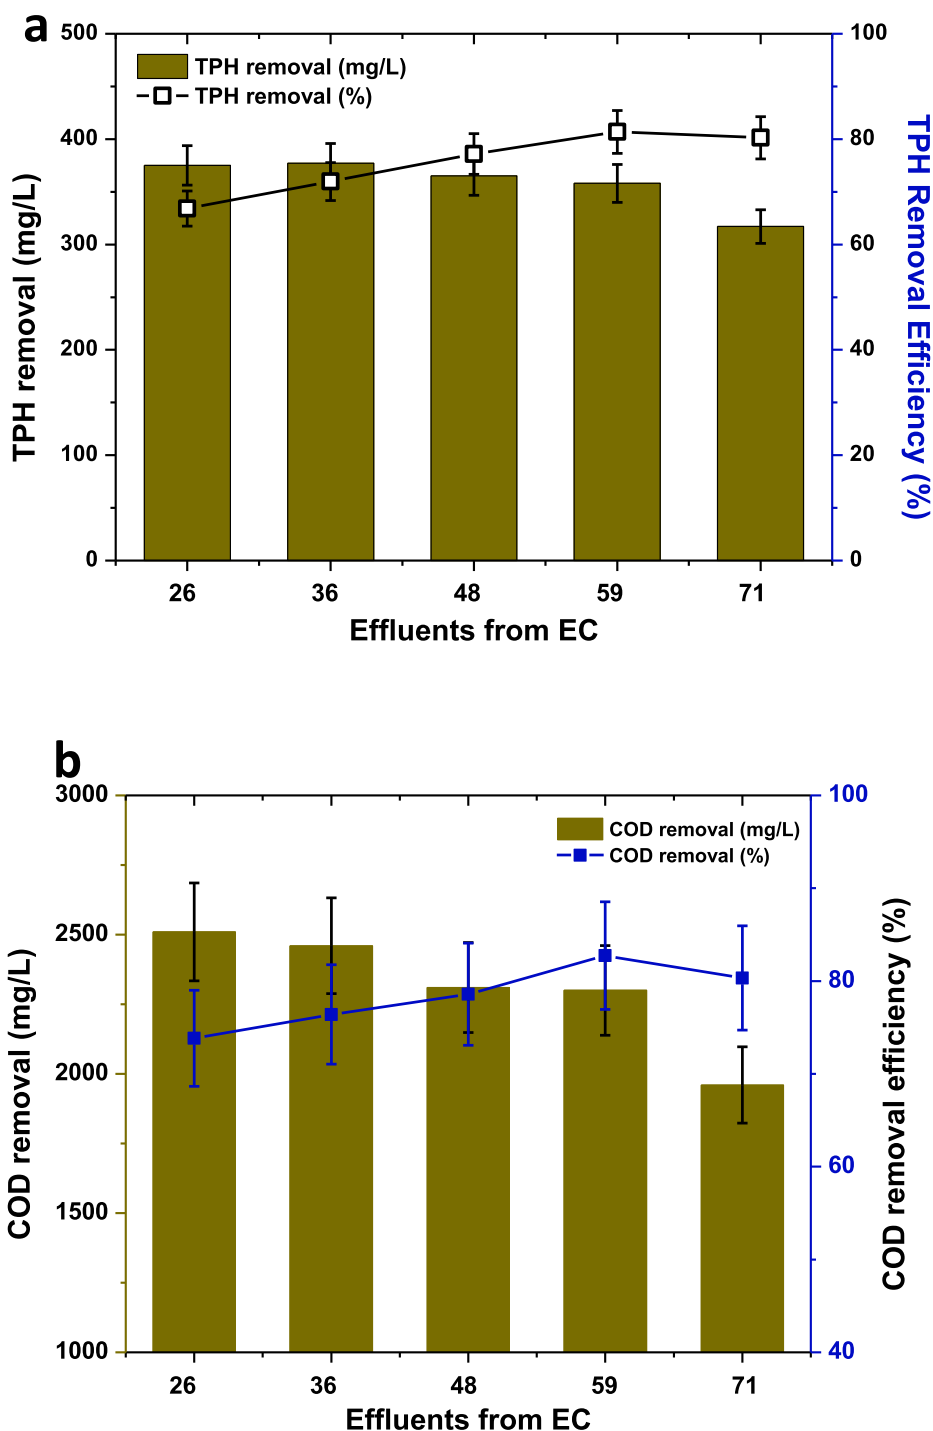 a
TPH removal (mg/L)
TPH removal (%)
500
400
300
200
100
0
100
80
60
40
20
0
TPH removal (mg/L)
TPH Removal Efficiency (%)
26 36 48 59 71
Effluents from EC
b
COD removal (mg/L)
COD removal (%)
3000
2500
2000
1500
1000
100
80
60
40
COD removal (mg/L)
COD removal efficiency (%)
26 36 48 59 71
Effluents from EC